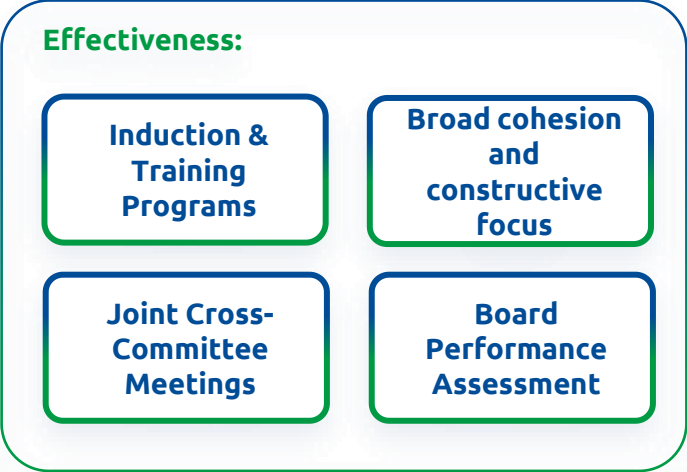 Effectiveness:
Induction &
Training
Programs
Broad cohesion
and
constructive
focus
Joint Cross-
Committee
Meetings
Board
Performance
Assessment